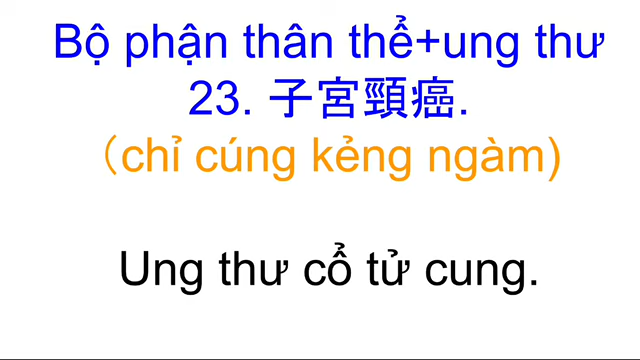 Bộ phận thân thể+ung thư
23. 子宮頸癌.
（chỉ cúng kẻng ngàm)
Ung thư cổ tử cung.